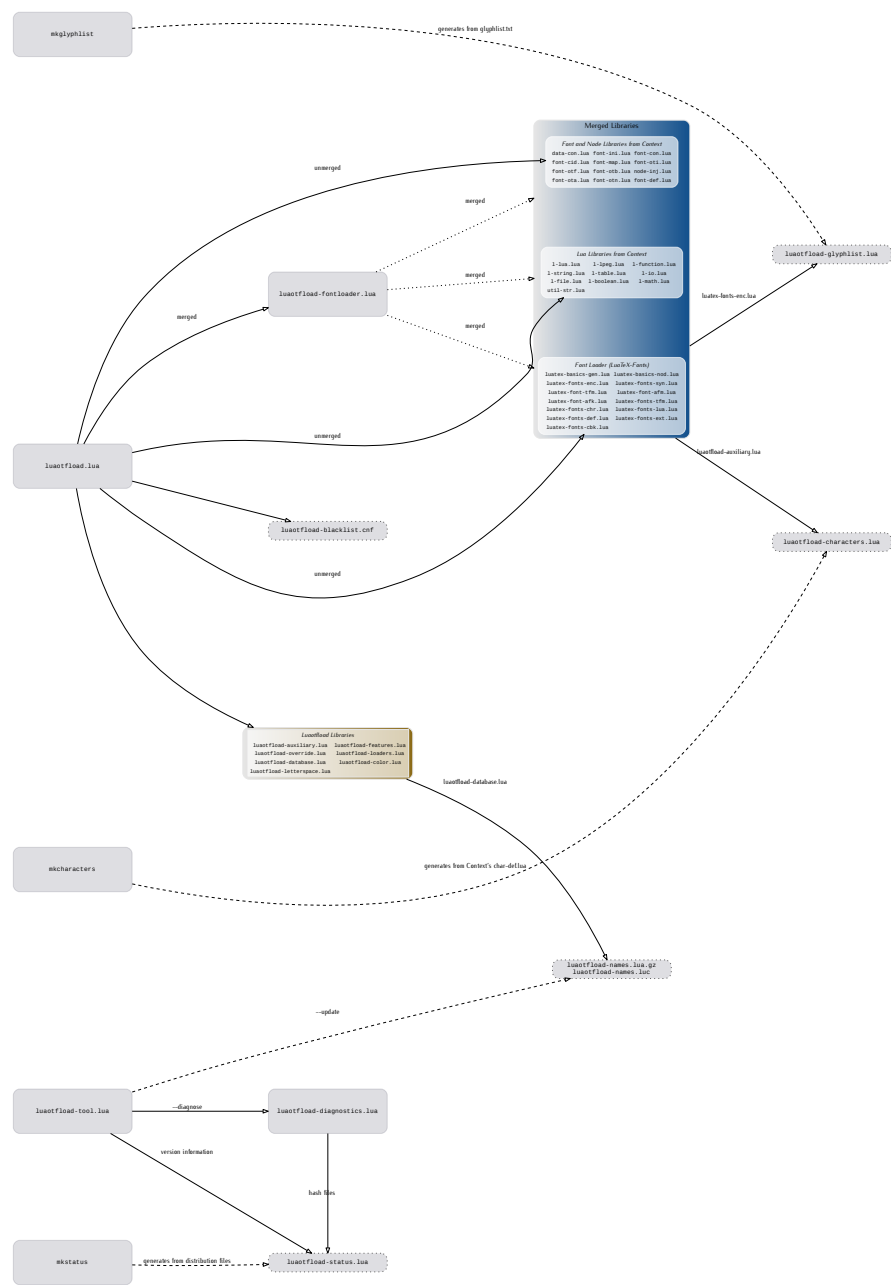 mkglyphlist
generates from glyphlist.txt
Merged Libraries
Font and Node Libraries from Context
data-con.lua font-ini.lua font-con.lua
font-cid.lua font-map.lua font-oti.lua
font-otf.lua font-otb.lua node-inj.lua
font-ota.lua font-otn.lua font-def.lua
unmerged
merged
Lua Libraries from Context
l-lua.lua l-lpeg.lua l-function.lua
l-string.lua l-table.lua l-io.lua
l-file.lua l-boolean.lua l-math.lua
util-str.lua
luaotfload-glyphlist.lua
merged
luaotfload-fontloader.lua
luatex-fonts-enc.lua
merged
merged
Font Loader (LuaTeX-Fonts)
luatex-basics-gen.lua luatex-basics-nod.lua
luatex-fonts-enc.lua luatex-fonts-syn.lua
luatex-font-tfm.lua luatex-font-afm.lua
luatex-font-afk.lua luatex-fonts-tfm.lua
luatex-fonts-chr.lua luatex-fonts-lua.lua
luatex-fonts-def.lua luatex-fonts-ext.lua
luatex-fonts-cbk.lua
unmerged
luaotfload-auxiliary.lua
luaotfload.lua
luaotfload-blacklist.cnf
luaotfload-characters.lua
unmerged
Luaotfload Libraries
luaotfload-auxiliary.lua luaotfload-features.lua
luaotfload-override.lua luaotfload-loaders.lua
luaotfload-database.lua luaotfload-color.lua
luaotfload-letterspace.lua
luaotfload-database.lua
mkcharacters
generates from Context's char-def.lua
luaotfload-names.lua.gz
luaotfload-names.luc
--update
luaotfload-tool.lua
--diagnose
luaotfload-diagnostics.lua
version information
hash files
mkstatus
generates from distribution files
luaotfload-status.lua